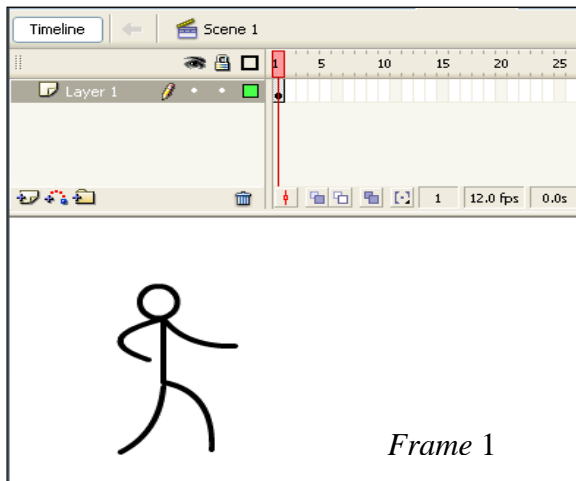 Timeline Scene 1
1 5 10 15 20 25
Layer 1
1 12.0 fps 0.0s
Frame 1